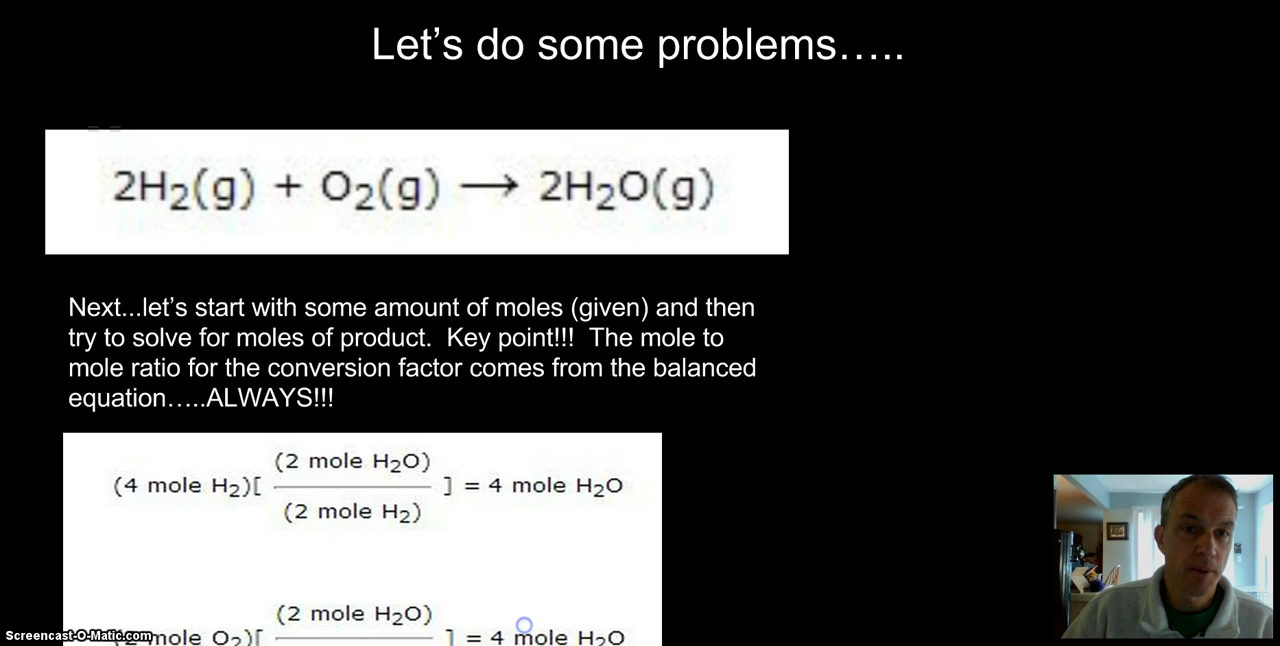 Let’s do some problems…..
2H₂(g) + O₂(g) → 2H₂O(g)
Next...let’s start with some amount of moles (given) and then
try to solve for moles of product.  Key point!!!  The mole to
mole ratio for the conversion factor comes from the balanced
equation…..ALWAYS!!!
(2 mole H₂O)
(4 mole H₂)[ ] = 4 mole H₂O
(2 mole H₂)
(2 mole H₂O)
mole O₂)[ ] = 4 mole H₂O
Screencast-O-Matic.com